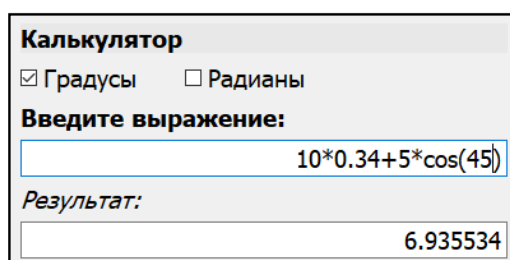 Калькулятор
Градусы Радианы
Введите выражение:
10*0.34+5*cos(45)
Результат:
6.935534